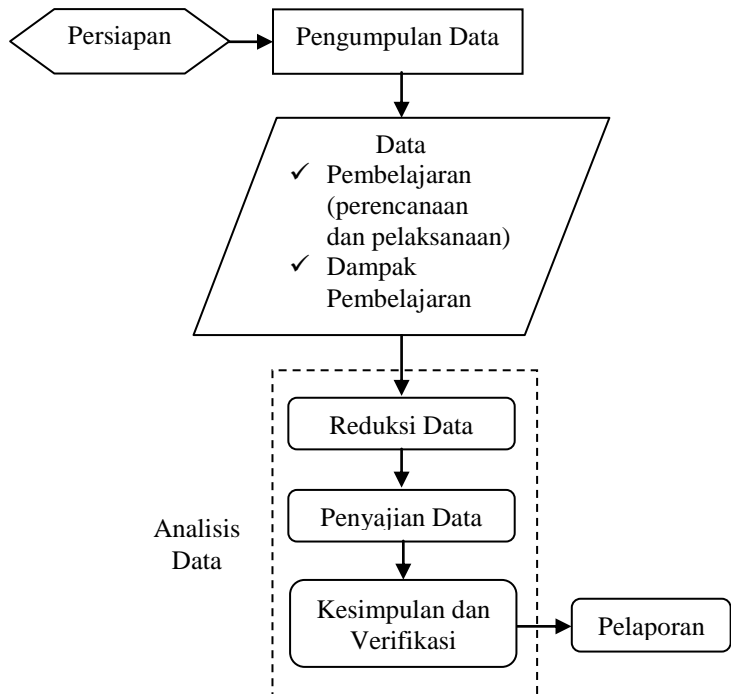 Persiapan
Pengumpulan Data
Data
✓ Pembelajaran
(perencanaan
dan pelaksanaan)
✓ Dampak
Pembelajaran
Reduksi Data
Penyajian Data
Analisis
Data
Kesimpulan dan
Verifikasi
Pelaporan